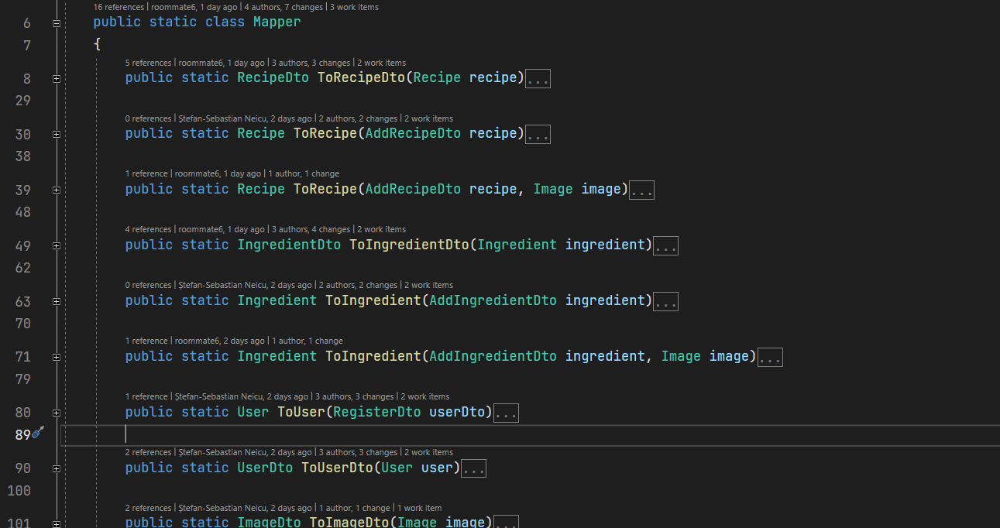 16 references | roommate6, 1 day ago | 4 authors, 7 changes | 3 work items
6 public static class Mapper
7 {
5 references | roommate6, 1 day ago | 3 authors, 3 changes | 2 work items
8 public static RecipeDto ToRecipeDto(Recipe recipe)...
29
0 references | Ștefan-Sebastian Neicu, 2 days ago | 2 authors, 2 changes | 2 work items
30 public static Recipe ToRecipe(AddRecipeDto recipe)...
38
1 reference | roommate6, 1 day ago | 1 author, 1 change
39 public static Recipe ToRecipe(AddRecipeDto recipe, Image image)...
48
4 references | roommate6, 1 day ago | 3 authors, 4 changes | 2 work items
49 public static IngredientDto ToIngredientDto(Ingredient ingredient)...
62
0 references | Ștefan-Sebastian Neicu, 2 days ago | 2 authors, 2 changes | 2 work items
63 public static Ingredient ToIngredient(AddIngredientDto ingredient)...
70
1 reference | roommate6, 2 days ago | 1 author, 1 change
71 public static Ingredient ToIngredient(AddIngredientDto ingredient, Image image)...
79
1 reference | Ștefan-Sebastian Neicu, 2 days ago | 3 authors, 3 changes | 2 work items
80 public static User ToUser(RegisterDto userDto)...
89
2 references | Ștefan-Sebastian Neicu, 2 days ago | 3 authors, 3 changes | 2 work items
90 public static UserDto ToUserDto(User user)...
100
2 references | Ștefan-Sebastian Neicu, 2 days ago | 1 author, 1 change | 1 work item
101 public static ImageDto ToImageDto(Image image)...